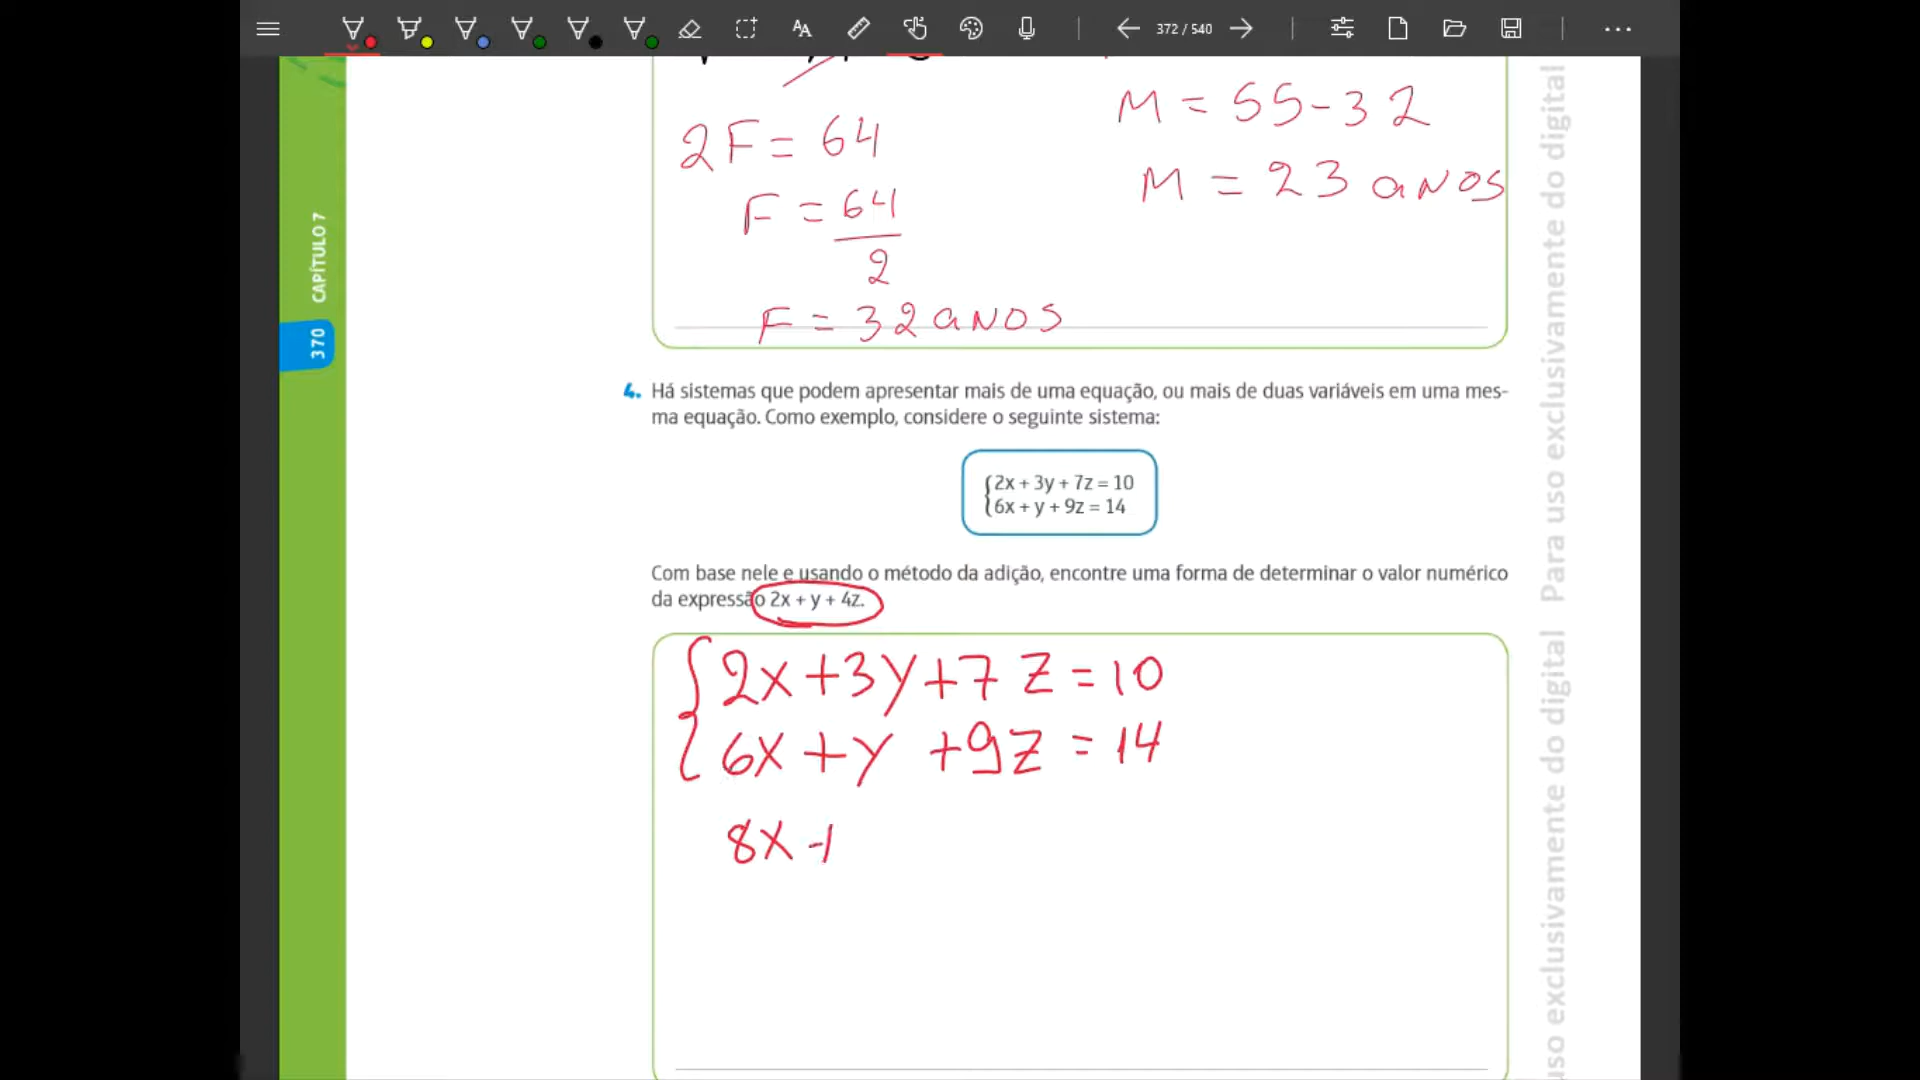 372 / 540
2F = 64
F = 64
2
F = 32 anos
M = 55 - 32
M = 23 anos
CAPÍTULO 7
370
4. Há sistemas que podem apresentar mais de uma equação, ou mais de duas variáveis em uma mes-
ma equação. Como exemplo, considere o seguinte sistema:
2x + 3y + 7z = 10
6x + y + 9z = 14
Com base nele e usando o método da adição, encontre uma forma de determinar o valor numérico
da expressão 2x + y + 4z.
2x + 3y + 7z = 10
6x + y + 9z = 14
8x +
Para uso exclusivamente do digital
uso exclusivamente do digital